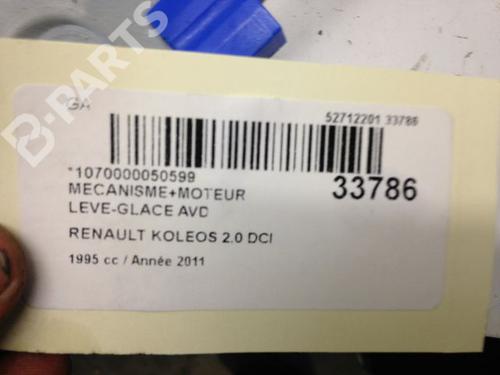 B-PARTS
GA
52712201 33786
*1070000050599
MECANISME+MOTEUR
33786
LEVE-GLACE AVD
RENAULT KOLEOS 2.0 DCI
1995 cc / Année 2011